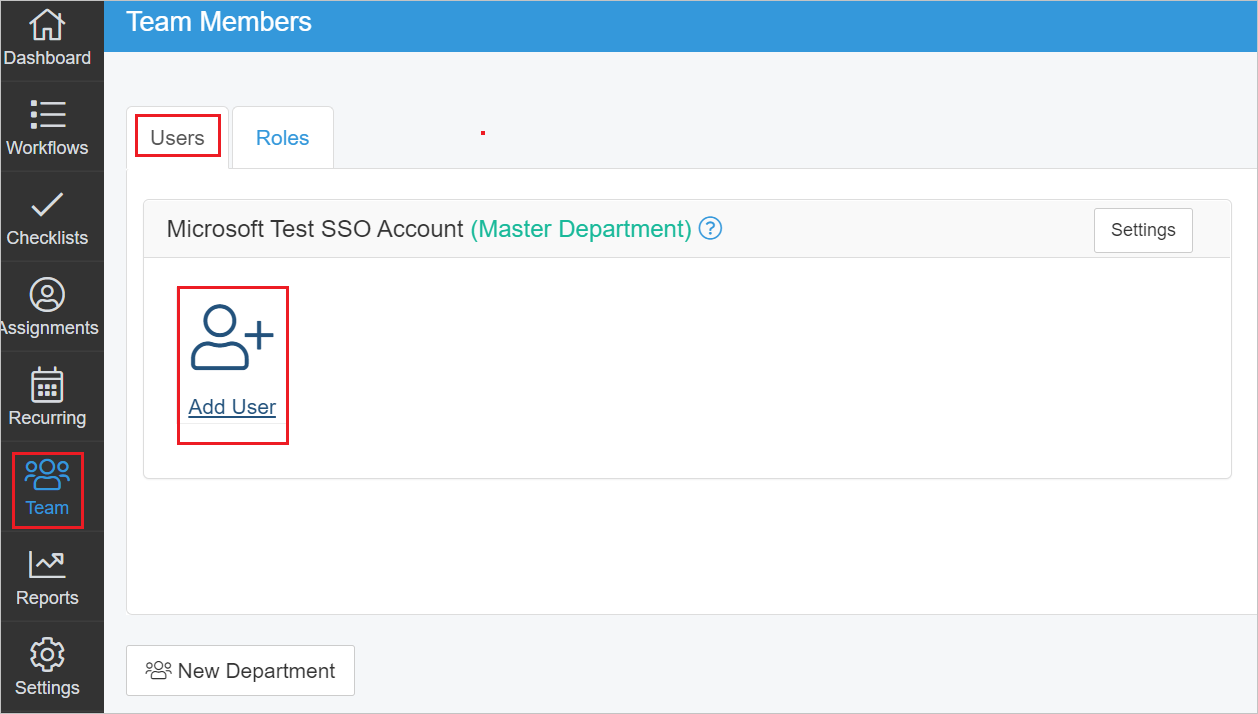 Dashboard
Workflows
Checklists
Assignments
Recurring
Team
Reports
Settings
Team Members
Users
Roles
Microsoft Test SSO Account (Master Department) ?
Settings
Add User
New Department